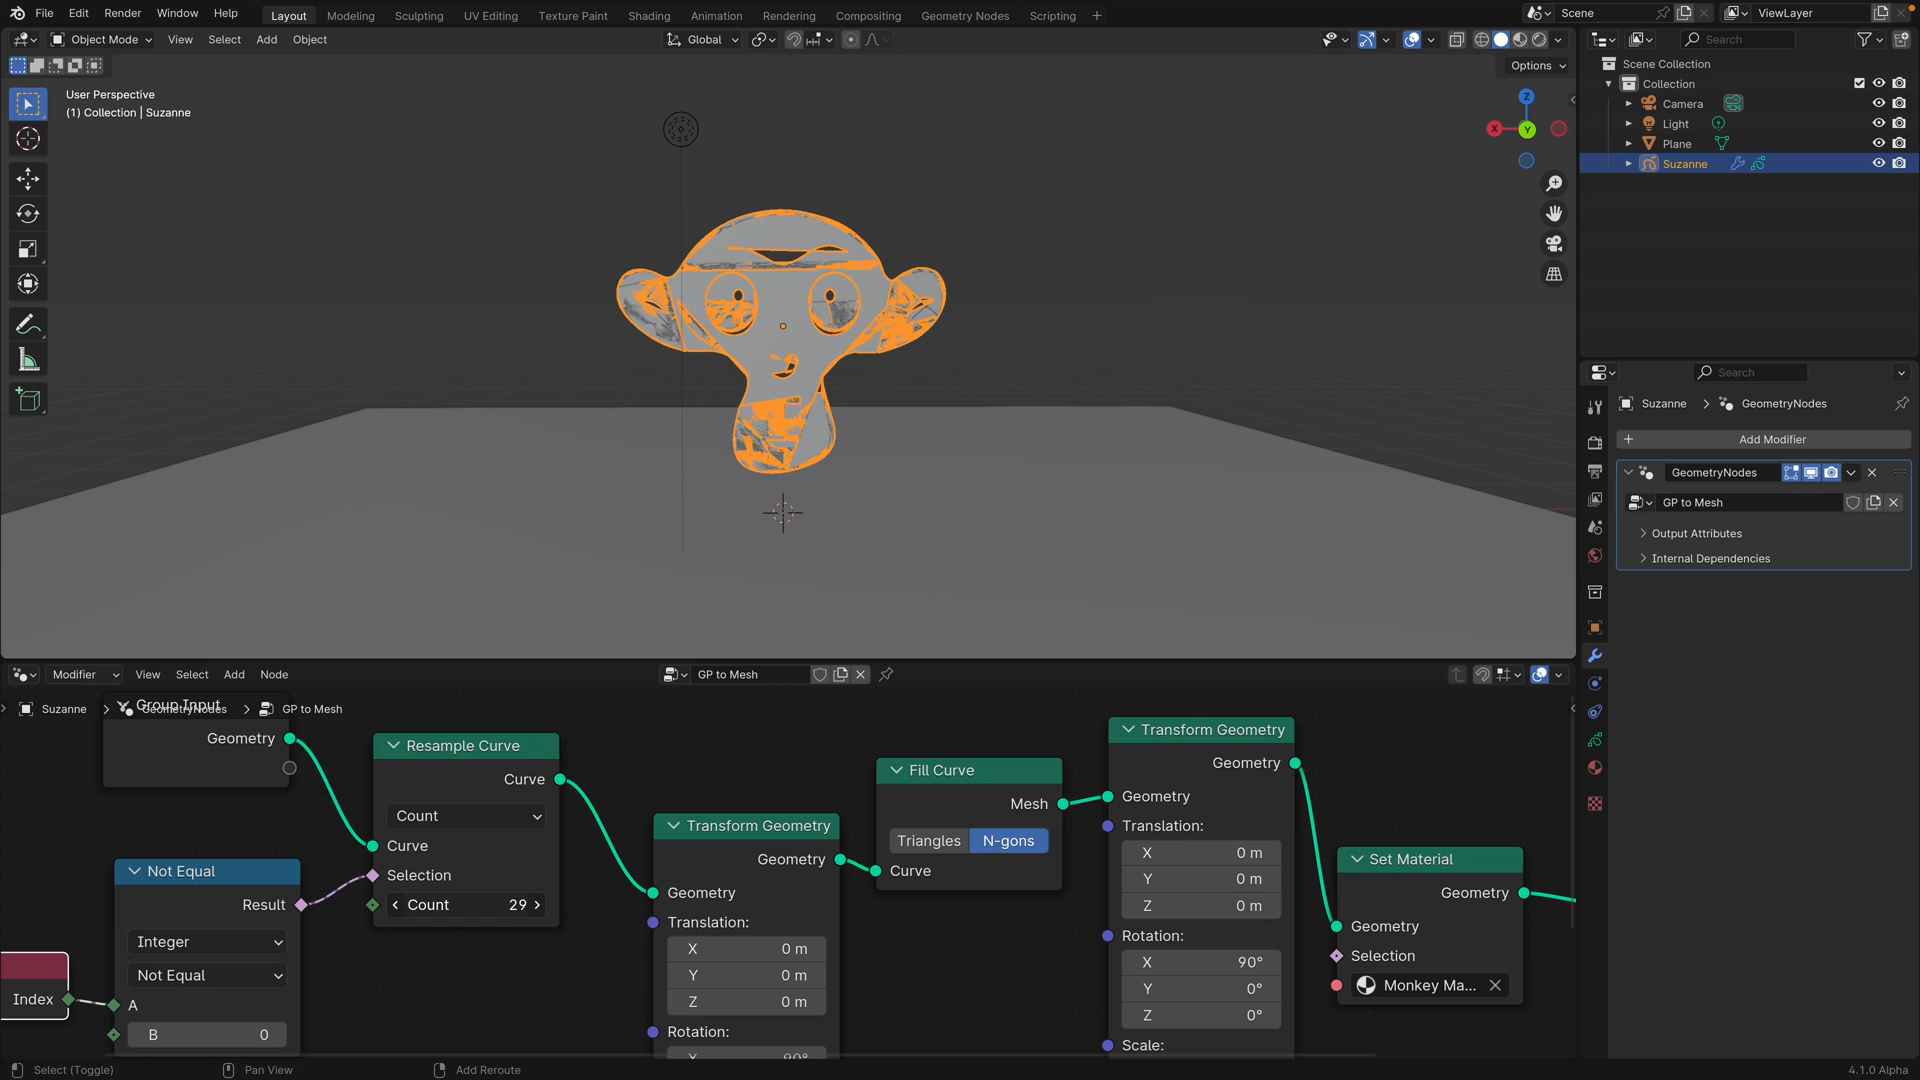 File Edit Render Window Help Layout Modeling Sculpting UV Editing Texture Paint Shading Animation Rendering Compositing Geometry Nodes Scripting + Scene ViewLayer
Object Mode View Select Add Object Global Search
Options
User Perspective
(1) Collection | Suzanne
Z
X
Y
Scene Collection
Collection
Camera
Light
Plane
Suzanne
Search
Suzanne > GeometryNodes
+ Add Modifier
GeometryNodes
GP to Mesh
Output Attributes
Internal Dependencies
Modifier View Select Add Node GP to Mesh
Suzanne > GeometryNodes > GP to Mesh
Group Input
Geometry
Resample Curve
Curve
Count
Curve
Selection
Count 29
Not Equal
Result
Integer
Not Equal
A
B 0
Index
Transform Geometry
Geometry
Geometry
Translation:
X 0 m
Y 0 m
Z 0 m
Rotation:
X 90°
Fill Curve
Mesh
Triangles N-gons
Curve
Transform Geometry
Geometry
Geometry
Translation:
X 0 m
Y 0 m
Z 0 m
Rotation:
X 90°
Y 0°
Z 0°
Scale:
Set Material
Geometry
Geometry
Selection
Monkey Ma...
Select (Toggle) Pan View Add Reroute 4.1.0 Alpha